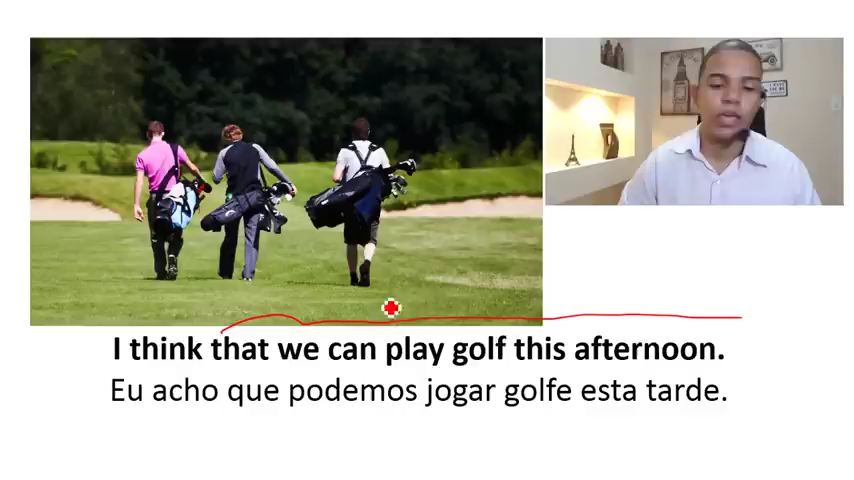 I think that we can play golf this afternoon.
Eu acho que podemos jogar golfe esta tarde.